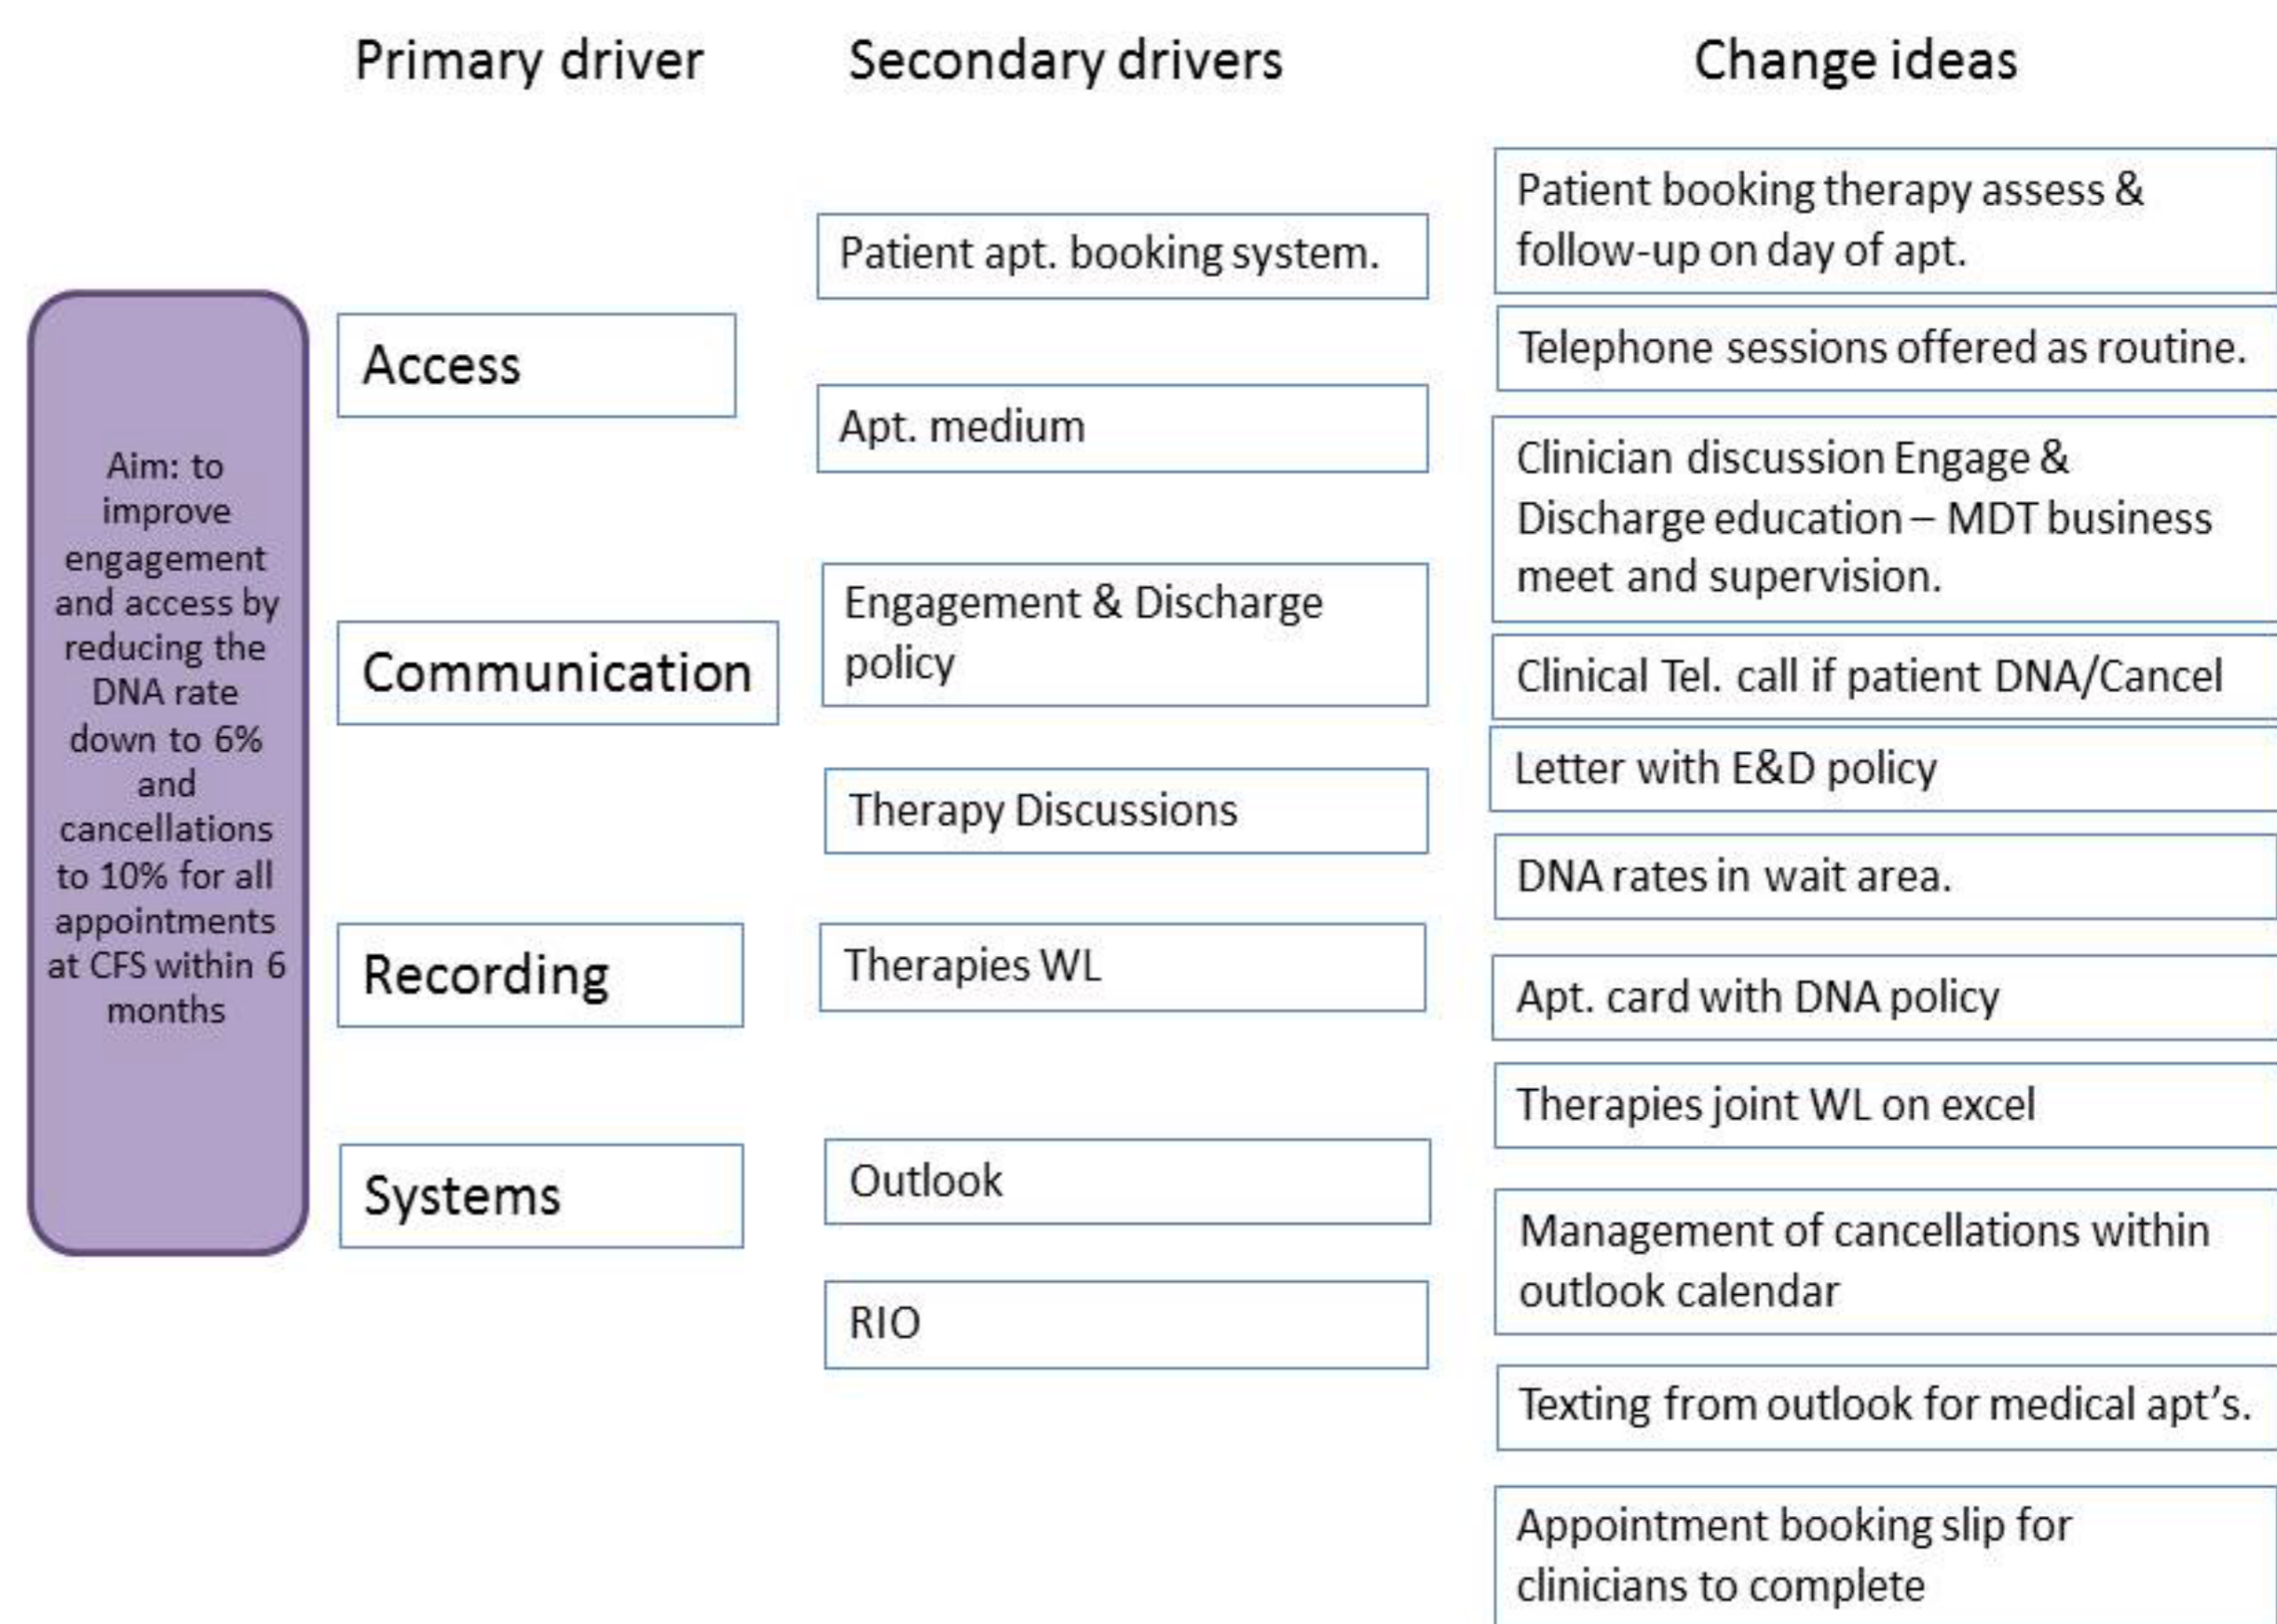 Primary driver
Secondary drivers
Change ideas
Aim: to
improve
engagement
and access by
reducing the
DNA rate
down to 6%
and
cancellations
to 10% for all
appointments
at CFS within 6
months
Access
Communication
Recording
Systems
Patient apt. booking system.
Apt. medium
Engagement & Discharge
policy
Therapy Discussions
Therapies WL
Outlook
RIO
Patient booking therapy assess &
follow-up on day of apt.
Telephone sessions offered as routine.
Clinician discussion Engage &
Discharge education – MDT business
meet and supervision.
Clinical Tel. call if patient DNA/Cancel
Letter with E&D policy
DNA rates in wait area.
Apt. card with DNA policy
Therapies joint WL on excel
Management of cancellations within
outlook calendar
Texting from outlook for medical apt’s.
Appointment booking slip for
clinicians to complete